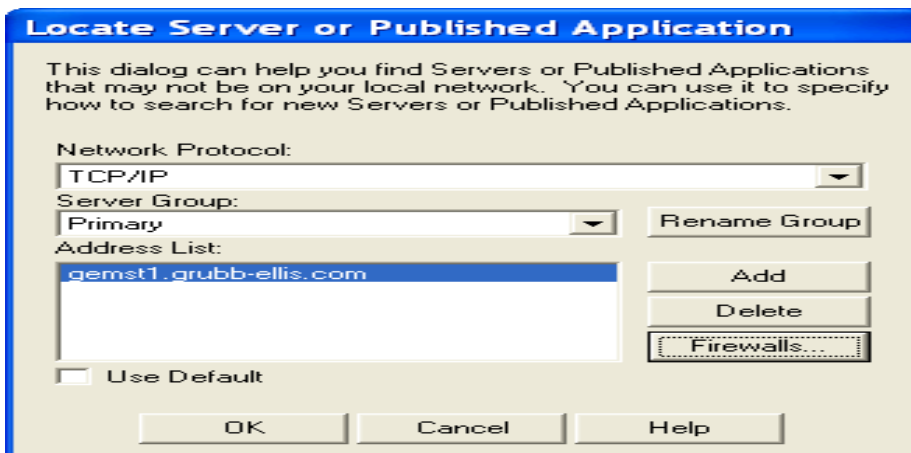 Locate Server or Published Application
This dialog can help you find Servers or Published Applications
that may not be on your local network.  You can use it to specify
how to search for new Servers or Published Applications.
Network Protocol:
TCP/IP
Server Group:
Primary
Rename Group
Address List:
gemst1.grubb-ellis.com
Add
Delete
Firewalls...
Use Default
OK
Cancel
Help